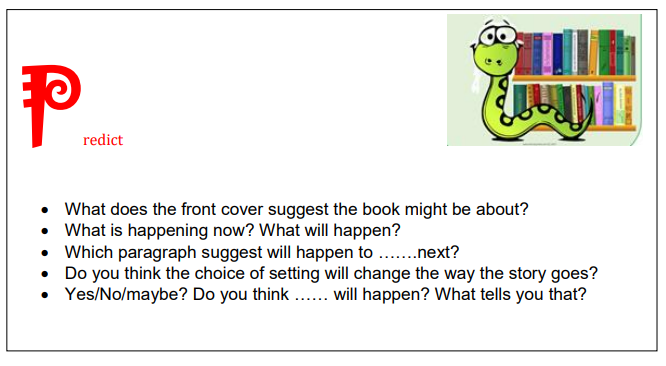 Predict
• What does the front cover suggest the book might be about?
• What is happening now? What will happen?
• Which paragraph suggest will happen to …….next?
• Do you think the choice of setting will change the way the story goes?
• Yes/No/maybe? Do you think …… will happen? What tells you that?